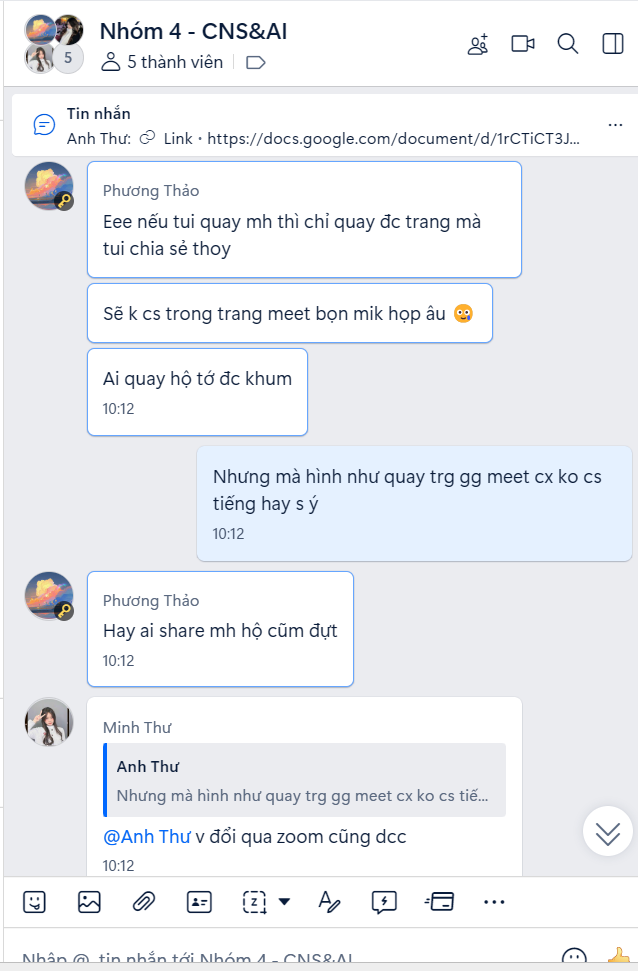 Nhóm 4 - CNS&AI
5
5 thành viên
Tin nhắn
Anh Thư: Link • https://docs.google.com/document/d/1rCTiCT3J...
Phương Thảo
Eee nếu tui quay mh thì chỉ quay đc trang mà
tui chia sẻ thoy
Sẽ k cs trong trang meet bọn mik họp âu 🥲
Ai quay hộ tớ đc khum
10:12
Nhưng mà hình như quay trg gg meet cx ko cs
tiếng hay s ý
10:12
Phương Thảo
Hay ai share mh hộ cũm đựt
10:12
Minh Thư
Anh Thư
Nhưng mà hình như quay trg gg meet cx ko cs tiế...
@Anh Thư v đổi qua zoom cũng dcc
10:12
Nhập @, tin nhắn tới Nhóm 4 - CNS&AI